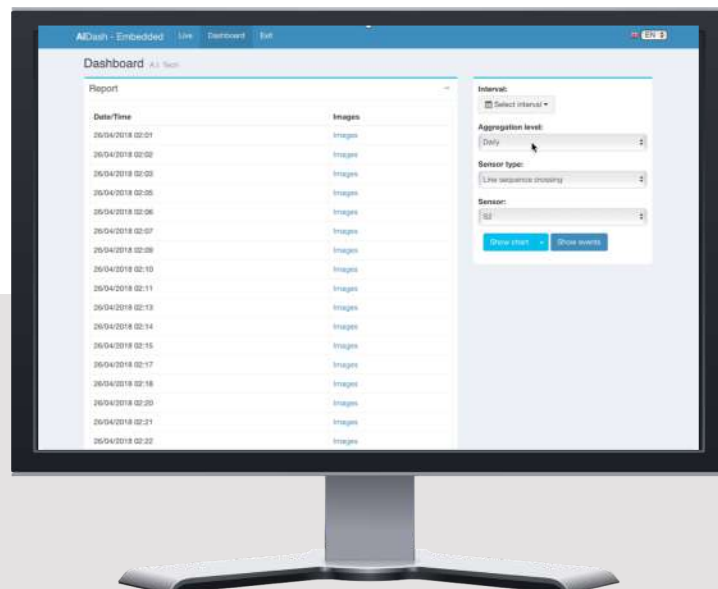 AIDash - Embedded Live Dashboard Exit EN
Dashboard A.I. Tech
Report
Date/Time Images
26/04/2018 02:01 Images
26/04/2018 02:02 Images
26/04/2018 02:03 Images
26/04/2018 02:05 Images
26/04/2018 02:06 Images
26/04/2018 02:07 Images
26/04/2018 02:09 Images
26/04/2018 02:10 Images
26/04/2018 02:11 Images
26/04/2018 02:13 Images
26/04/2018 02:14 Images
26/04/2018 02:15 Images
26/04/2018 02:17 Images
26/04/2018 02:18 Images
26/04/2018 02:20 Images
26/04/2018 02:21 Images
26/04/2018 02:22 Images
Interval:
Select interval
Aggregation level:
Daily
Sensor type:
Line sequence crossing
Sensor:
Show chart Show events